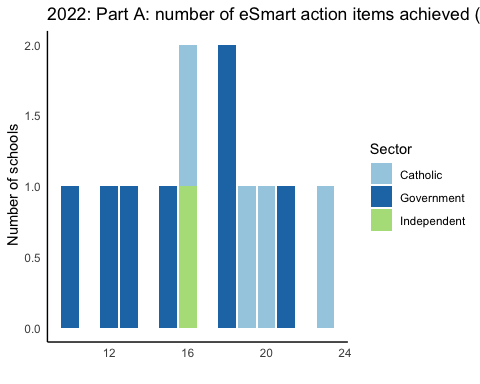 2022: Part A: number of eSmart action items achieved (
2.0
1.5
1.0
0.5
0.0
Number of schools
12 16 20 24
Sector
Catholic
Government
Independent